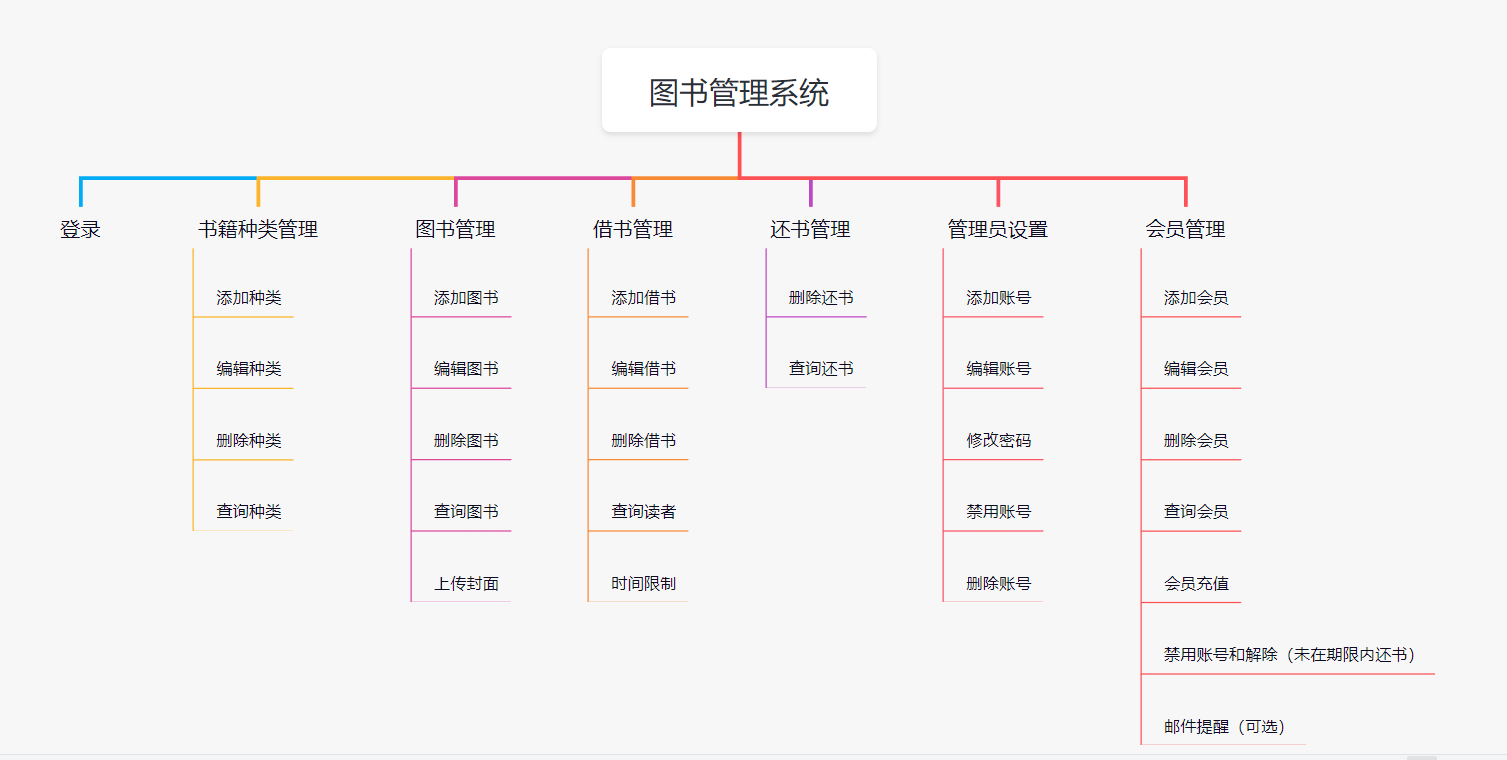 图书管理系统
登录
书籍种类管理
添加种类
编辑种类
删除种类
查询种类
图书管理
添加图书
编辑图书
删除图书
查询图书
上传封面
借书管理
添加借书
编辑借书
删除借书
查询读者
时间限制
还书管理
删除还书
查询还书
管理员设置
添加账号
编辑账号
修改密码
禁用账号
删除账号
会员管理
添加会员
编辑会员
删除会员
查询会员
会员充值
禁用账号和解除（未在期限内还书）
邮件提醒（可选）